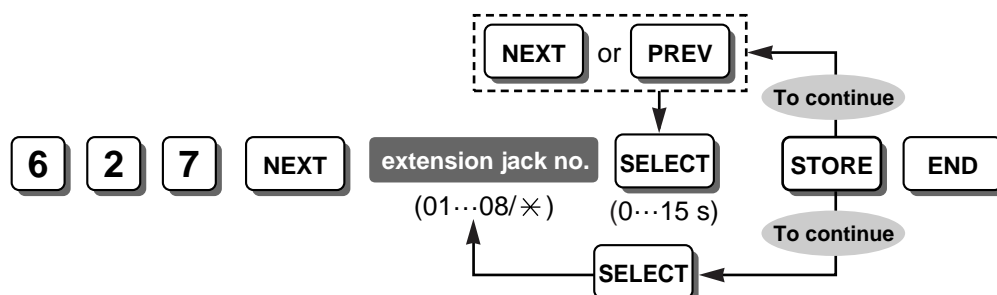 NEXT or PREV
To continue
6 2 7 NEXT extension jack no. SELECT STORE END
(01···08/✳) (0···15 s)
To continue
SELECT